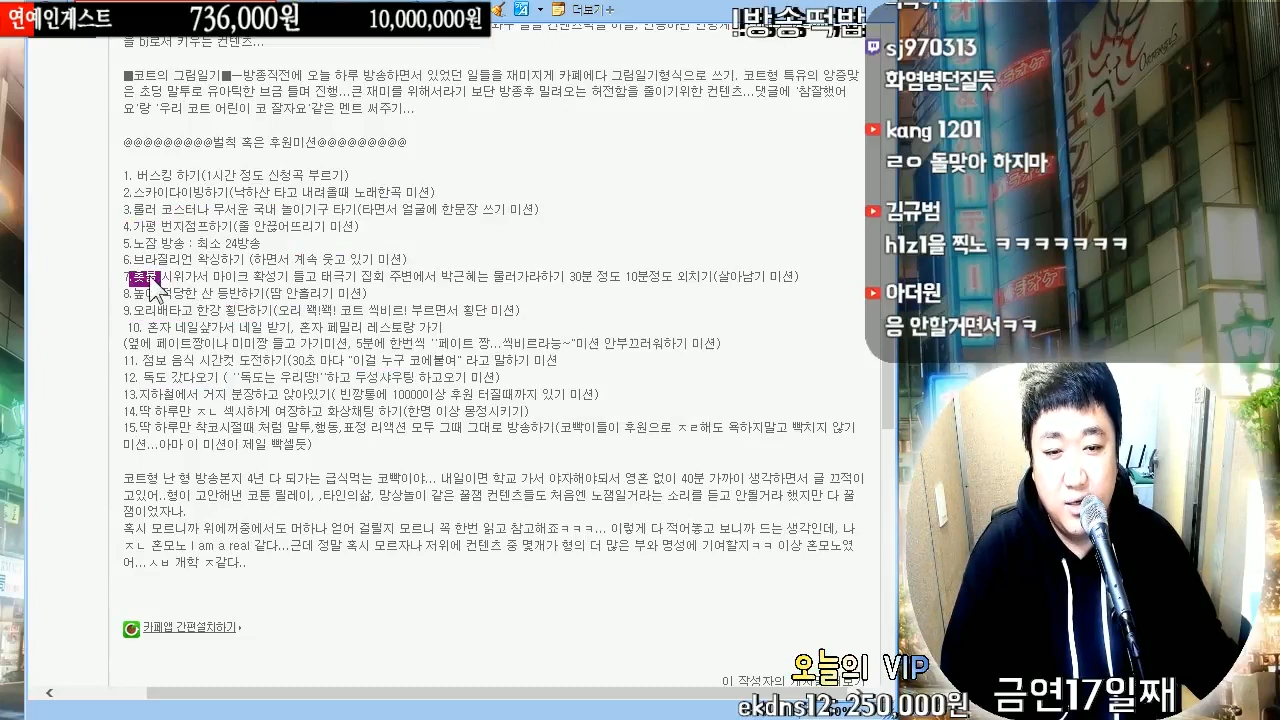 연예인게스트 736,000원 10,000,000원
더보기+
!방송떡밥
을 bj로서 키우는 컨텐츠...
■코트의 그림일기■-방종직전에 오늘 하루 방송하면서 있었던 일들을 재미지게 카페에다 그림일기형식으로 쓰기. 코트형 특유의 앙증맞
은 초딩 말투로 유아틱한 브금 틀며 진행...큰 재미를 위해서라기 보단 방종후 밀려오는 허전함을 줄이기위한 컨텐츠...댓글에 '참잘했어
요'랑 '우리 코트 어린이 코 잘자요'같은 멘트 써주기...
@@@@@@@@@벌칙 혹은 후원미션@@@@@@@@@
1. 버스킹 하기(1시간 정도 신청곡 부르기)
2.스카이다이빙하기(낙하산 타고 내려올때 노래한곡 미션)
3.롤러 코스터나 무서운 국내 놀이기구 타기(타면서 얼굴에 한문장 쓰기 미션)
4.가평 번지점프하기(줄 안끊어뜨리기 미션)
5.노잠 방송 : 최소 24방송
6.브라질리언 왁싱하기 (하면서 계속 웃고 있기 미션)
7.촛불시위가서 마이크 확성기 들고 태극기 집회 주변에서 박근혜는 물러가라하기 30분 정도 10분정도 외치기(살아남기 미션)
산 등반하기(땀 안흘리기 미션)
9.오리배타고 한강 횡단하기(오리 꽥!꽥! 코트 씩비르! 부르면서 횡단 미션)
10. 혼자 네일샵에서 네일 받기, 혼자 페밀리 레스토랑 가기
(옆에 페이트짱이나 미미짱 들고 가기미션, 5분에 한번씩 ''페이트 짱...씩비르라능~"미션 안부끄러워하기 미션)
11. 점보 음식 시간컷 도전하기(30초 마다 "이걸 누구 코에붙여" 라고 말하기 미션
12. 독도 갔다오기 ( ''독도는 우리땅!''하고 두성샤우팅 하고오기 미션)
13.지하철에서 거지 분장하고 앉아있기( 빈깡통에 10000이상 후원 터질때까지 있기 미션)
14.딱 하루만 ㅈㄴ 섹시하게 여장하고 화상채팅 하기(한명 이상 몽정시키기)
15.딱 하루만 척코시절때 처럼 말투,행동,표정 리액션 모두 그때 그대로 방송하기(코빡이들이 후원으로 ㅈㄹ해도 욕하지말고 빡치지 않기
미션...아마 이 미션이 제일 빡셀듯)
코트형 난 형 방송본지 4년 다 되가는 급식먹는 코빡이야... 내일이면 학교 가서 야자해야되서 영혼 없이 40분 가까이 생각하면서 글 끄적이
고있어..형이 고안해낸 코툰 릴레이, ,타인의삶, 망상놀이 같은 꿀잼 컨텐츠들도 처음엔 노잼일거라는 소리를 듣고 안될거라 했지만 다 꿀
잼이었자나.
혹시 모르니까 위에꺼중에서도 머하나 얻어 걸릴지 모르니 꼭 한번 읽고 참고해죠ㅋㅋㅋ... 이렇게 다 적어놓고 보니까 드는 생각인데, 나
ㅈㄴ 혼모노 I am a real 같다...근데 정말 혹시 모르자나 저위에 컨텐츠 중 몇개가 형의 더 많은 부와 명성에 기여할지ㅋㅋ 이상 혼모노였
어...ㅅㅂ 개학 ㅈ같다..
카페앱 간편설치하기
이 작성자의
sj970313
화염병던질듯
kang 1201
ㄹㅇ 돌맞아 하지마
김규범
h1z1을 찍노 ㅋㅋㅋㅋㅋㅋㅋ
아더원
응 안할거면서ㅋㅋ
오늘의 VIP
ekdns12 250,000원
금연17일째